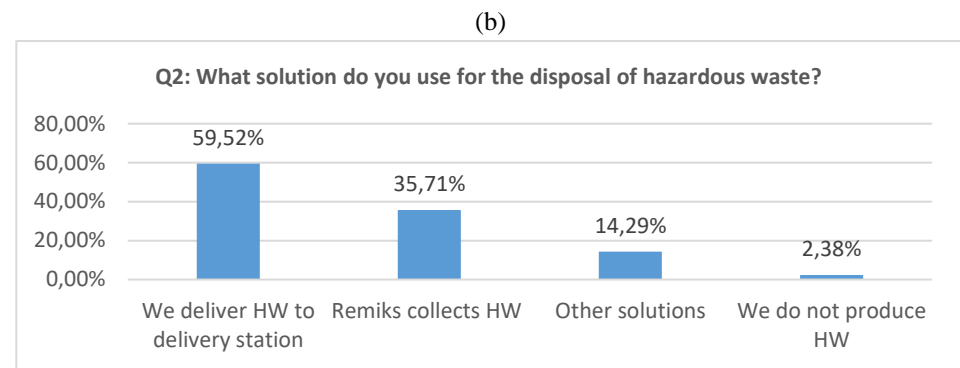 (b)
Q2: What solution do you use for the disposal of hazardous waste?
80,00%
60,00%
40,00%
20,00%
0,00%
59,52%
35,71%
14,29%
2,38%
We deliver HW to
delivery station
Remiks collects HW
Other solutions
We do not produce
HW